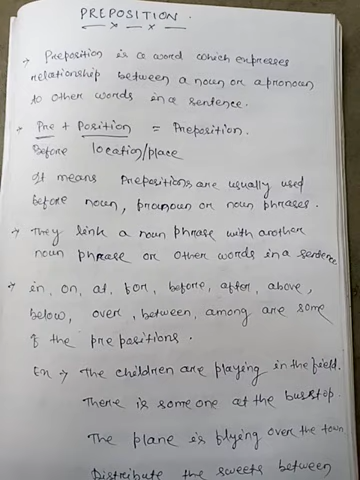 PREPOSITION.
→ Preposition is a word which expresses
relationship between a noun or a pronoun
to other words in a sentence.
→ Pre + Position = Preposition.
Before location/place
It means Prepositions are usually used
before noun, pronoun or noun phrases.
→ They link a noun phrase with another
noun phrase or other words in a sentence
→ in, on, at, for, before, after, above,
below, over, between, among are some
of the prepositions.
Ex → The children are playing in the field.
There is some one at the busstop.
The plane is flying over the town
Distribute the sweets between